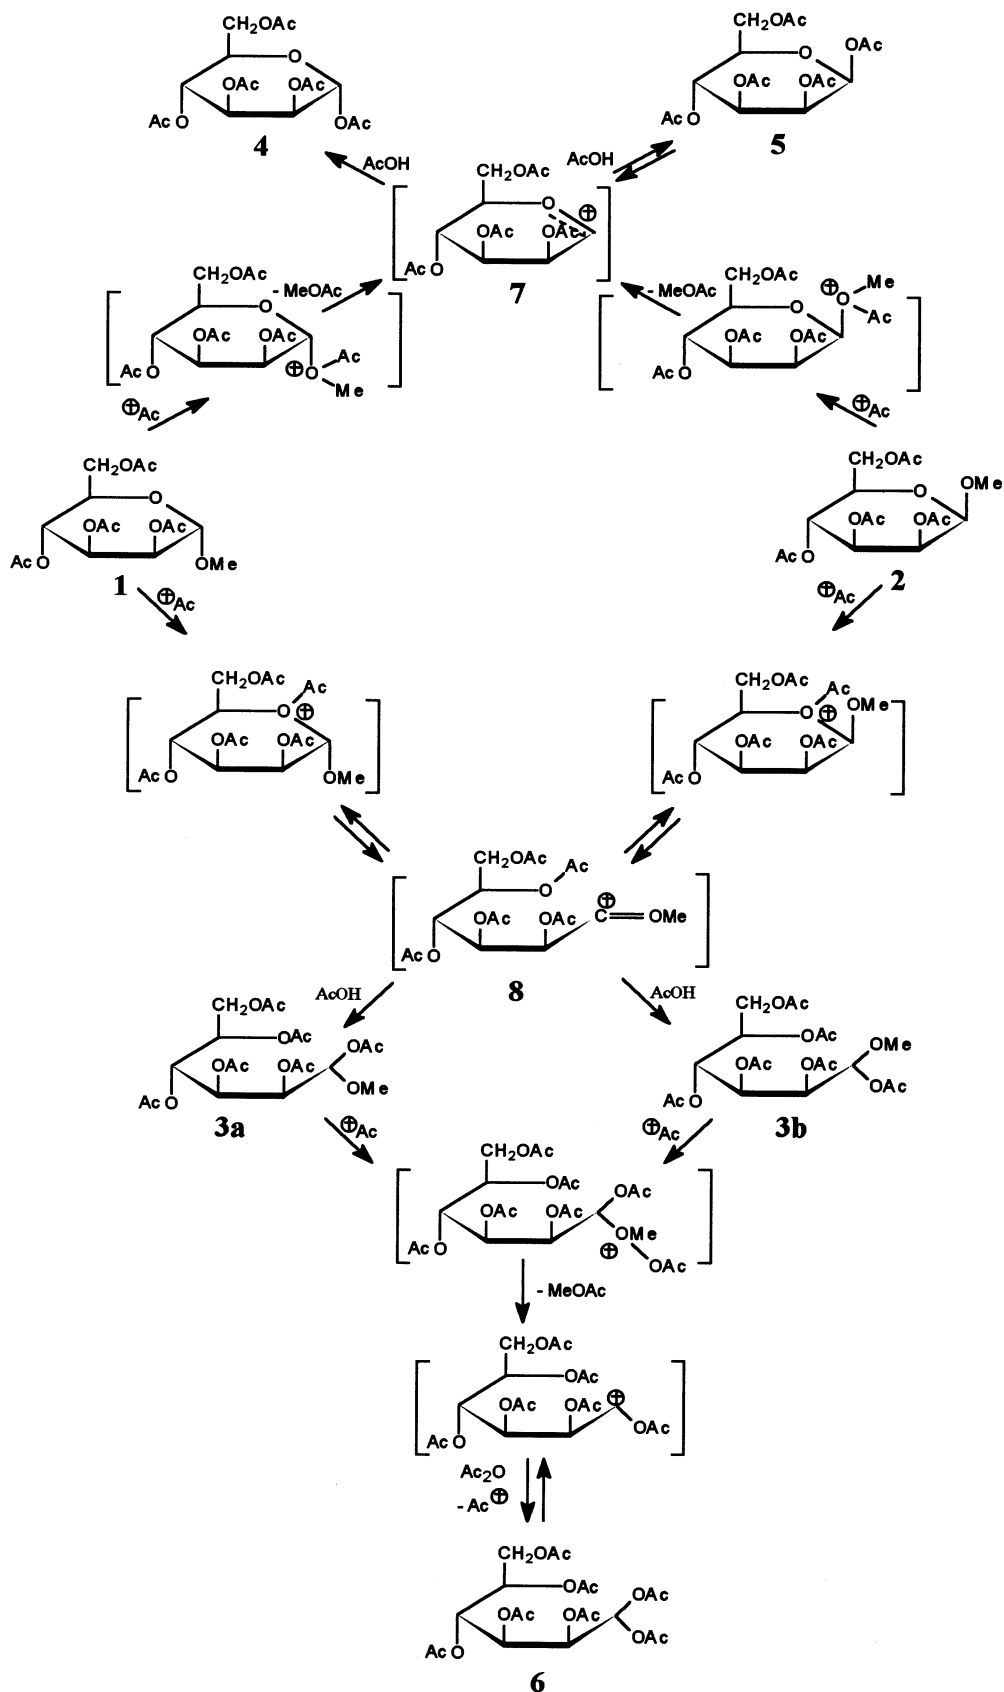 CH2OAc
O
OAc OAc
AcO OAc
4
CH2OAc
O OAc
OAc OAc
AcO
5
AcOH
AcOH
CH2OAc
O ⊕
OAc OAc
AcO
7
CH2OAc
O
OAc OAc
AcO
⊕ O Ac
Me
- MeOAc
- MeOAc
CH2OAc
O
⊕ O Me
Ac
OAc OAc
AcO
⊕Ac
⊕Ac
CH2OAc
O
OAc OAc
AcO OMe
1
⊕Ac
CH2OAc
O OMe
OAc OAc
AcO
2
⊕Ac
CH2OAc
Ac
O ⊕
OAc OAc
AcO OMe
CH2OAc
Ac
O ⊕ OMe
OAc OAc
AcO
CH2OAc
Ac
O
⊕
OAc OAc C OMe
AcO
8
AcOH
AcOH
CH2OAc
OAc
OAc
OAc OAc
OMe
AcO
3a
⊕Ac
CH2OAc
OAc
OMe
OAc OAc
OAc
AcO
3b
⊕Ac
CH2OAc
OAc
OAc
OAc OAc
OMe
⊕
AcO OAc
- MeOAc
CH2OAc
OAc
OAc OAc ⊕
OAc
AcO
Ac2O
- Ac⊕
CH2OAc
OAc
OAc
OAc OAc
OAc
AcO
6